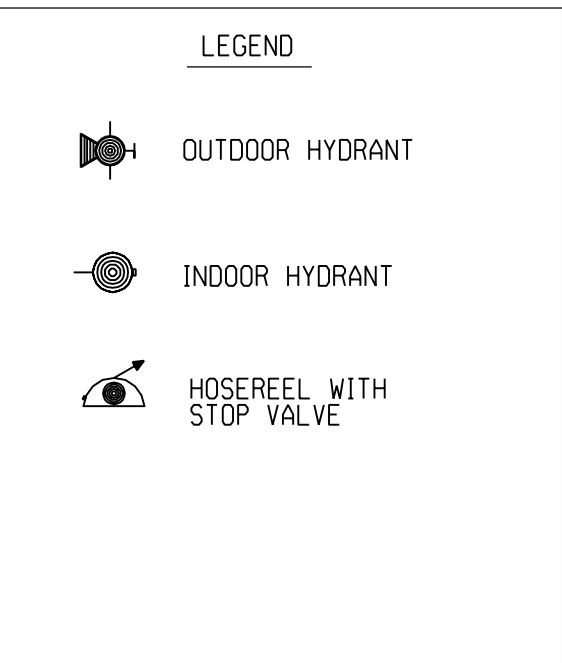 LEGEND
OUTDOOR HYDRANT
INDOOR HYDRANT
HOSEREEL WITH
STOP VALVE